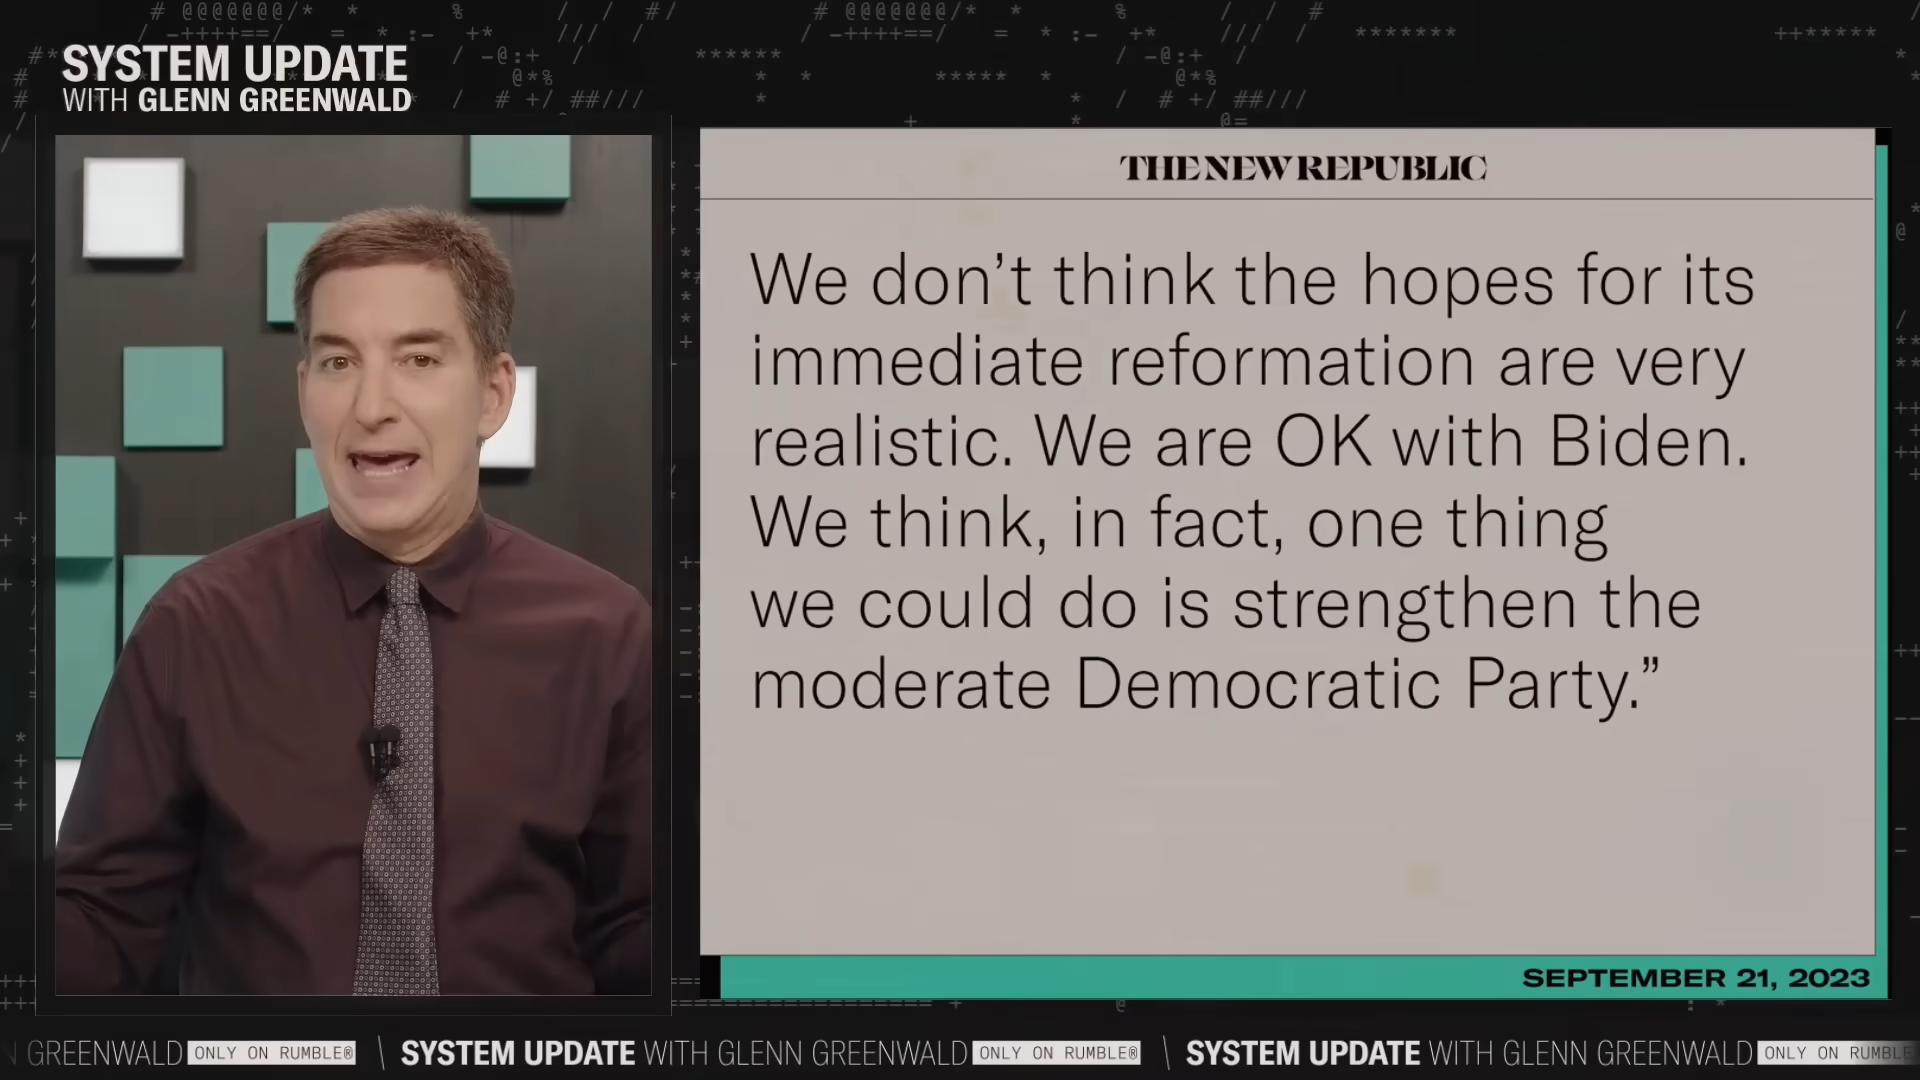 SYSTEM UPDATE
WITH GLENN GREENWALD
THE NEW REPUBLIC
We don’t think the hopes for its
immediate reformation are very
realistic. We are OK with Biden.
We think, in fact, one thing
we could do is strengthen the
moderate Democratic Party.”
SEPTEMBER 21, 2023
N GREENWALD ONLY ON RUMBLE® \ SYSTEM UPDATE WITH GLENN GREENWALD ONLY ON RUMBLE® \ SYSTEM UPDATE WITH GLENN GREENWALD ONLY ON RUMBLE